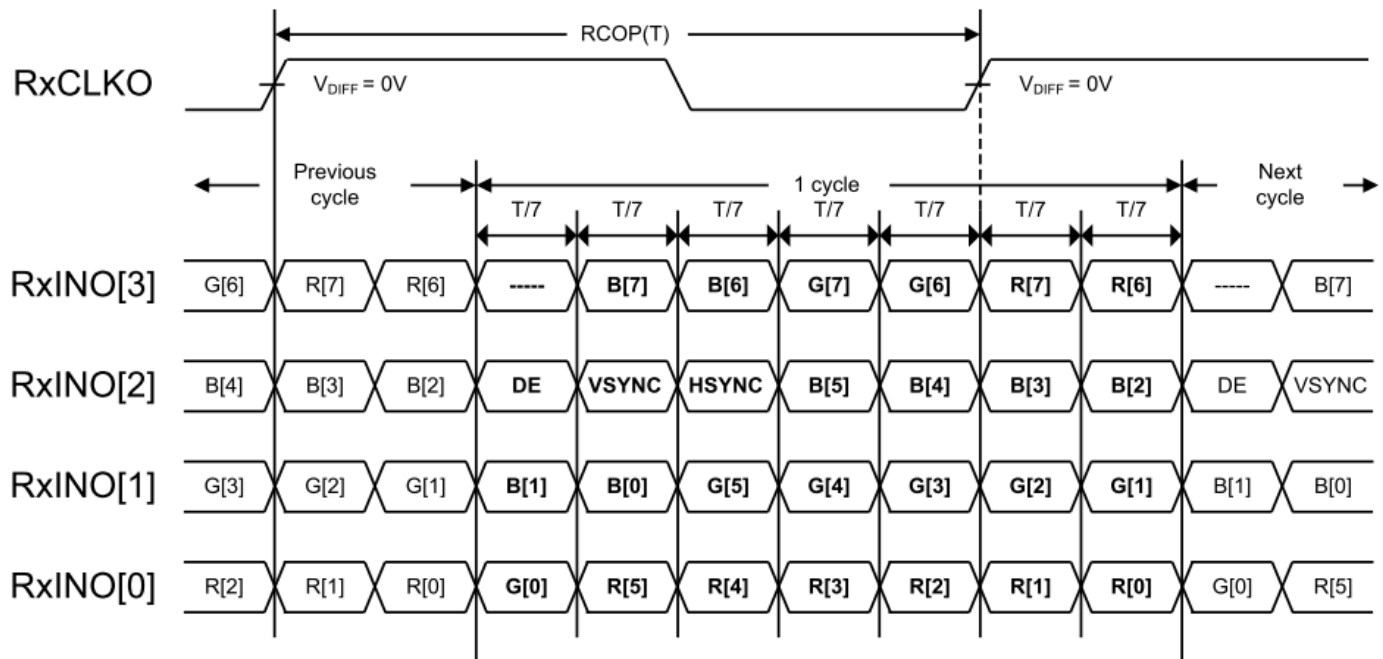 RCOP(T)
RxCLKO
VDIFF = 0V VDIFF = 0V
Previous
cycle
1 cycle
Next
cycle
T/7 T/7 T/7 T/7 T/7 T/7 T/7
RxINO[3] G[6] R[7] R[6] ----- B[7] B[6] G[7] G[6] R[7] R[6] ----- B[7]
RxINO[2] B[4] B[3] B[2] DE VSYNC HSYNC B[5] B[4] B[3] B[2] DE VSYNC
RxINO[1] G[3] G[2] G[1] B[1] B[0] G[5] G[4] G[3] G[2] G[1] B[1] B[0]
RxINO[0] R[2] R[1] R[0] G[0] R[5] R[4] R[3] R[2] R[1] R[0] G[0] R[5]